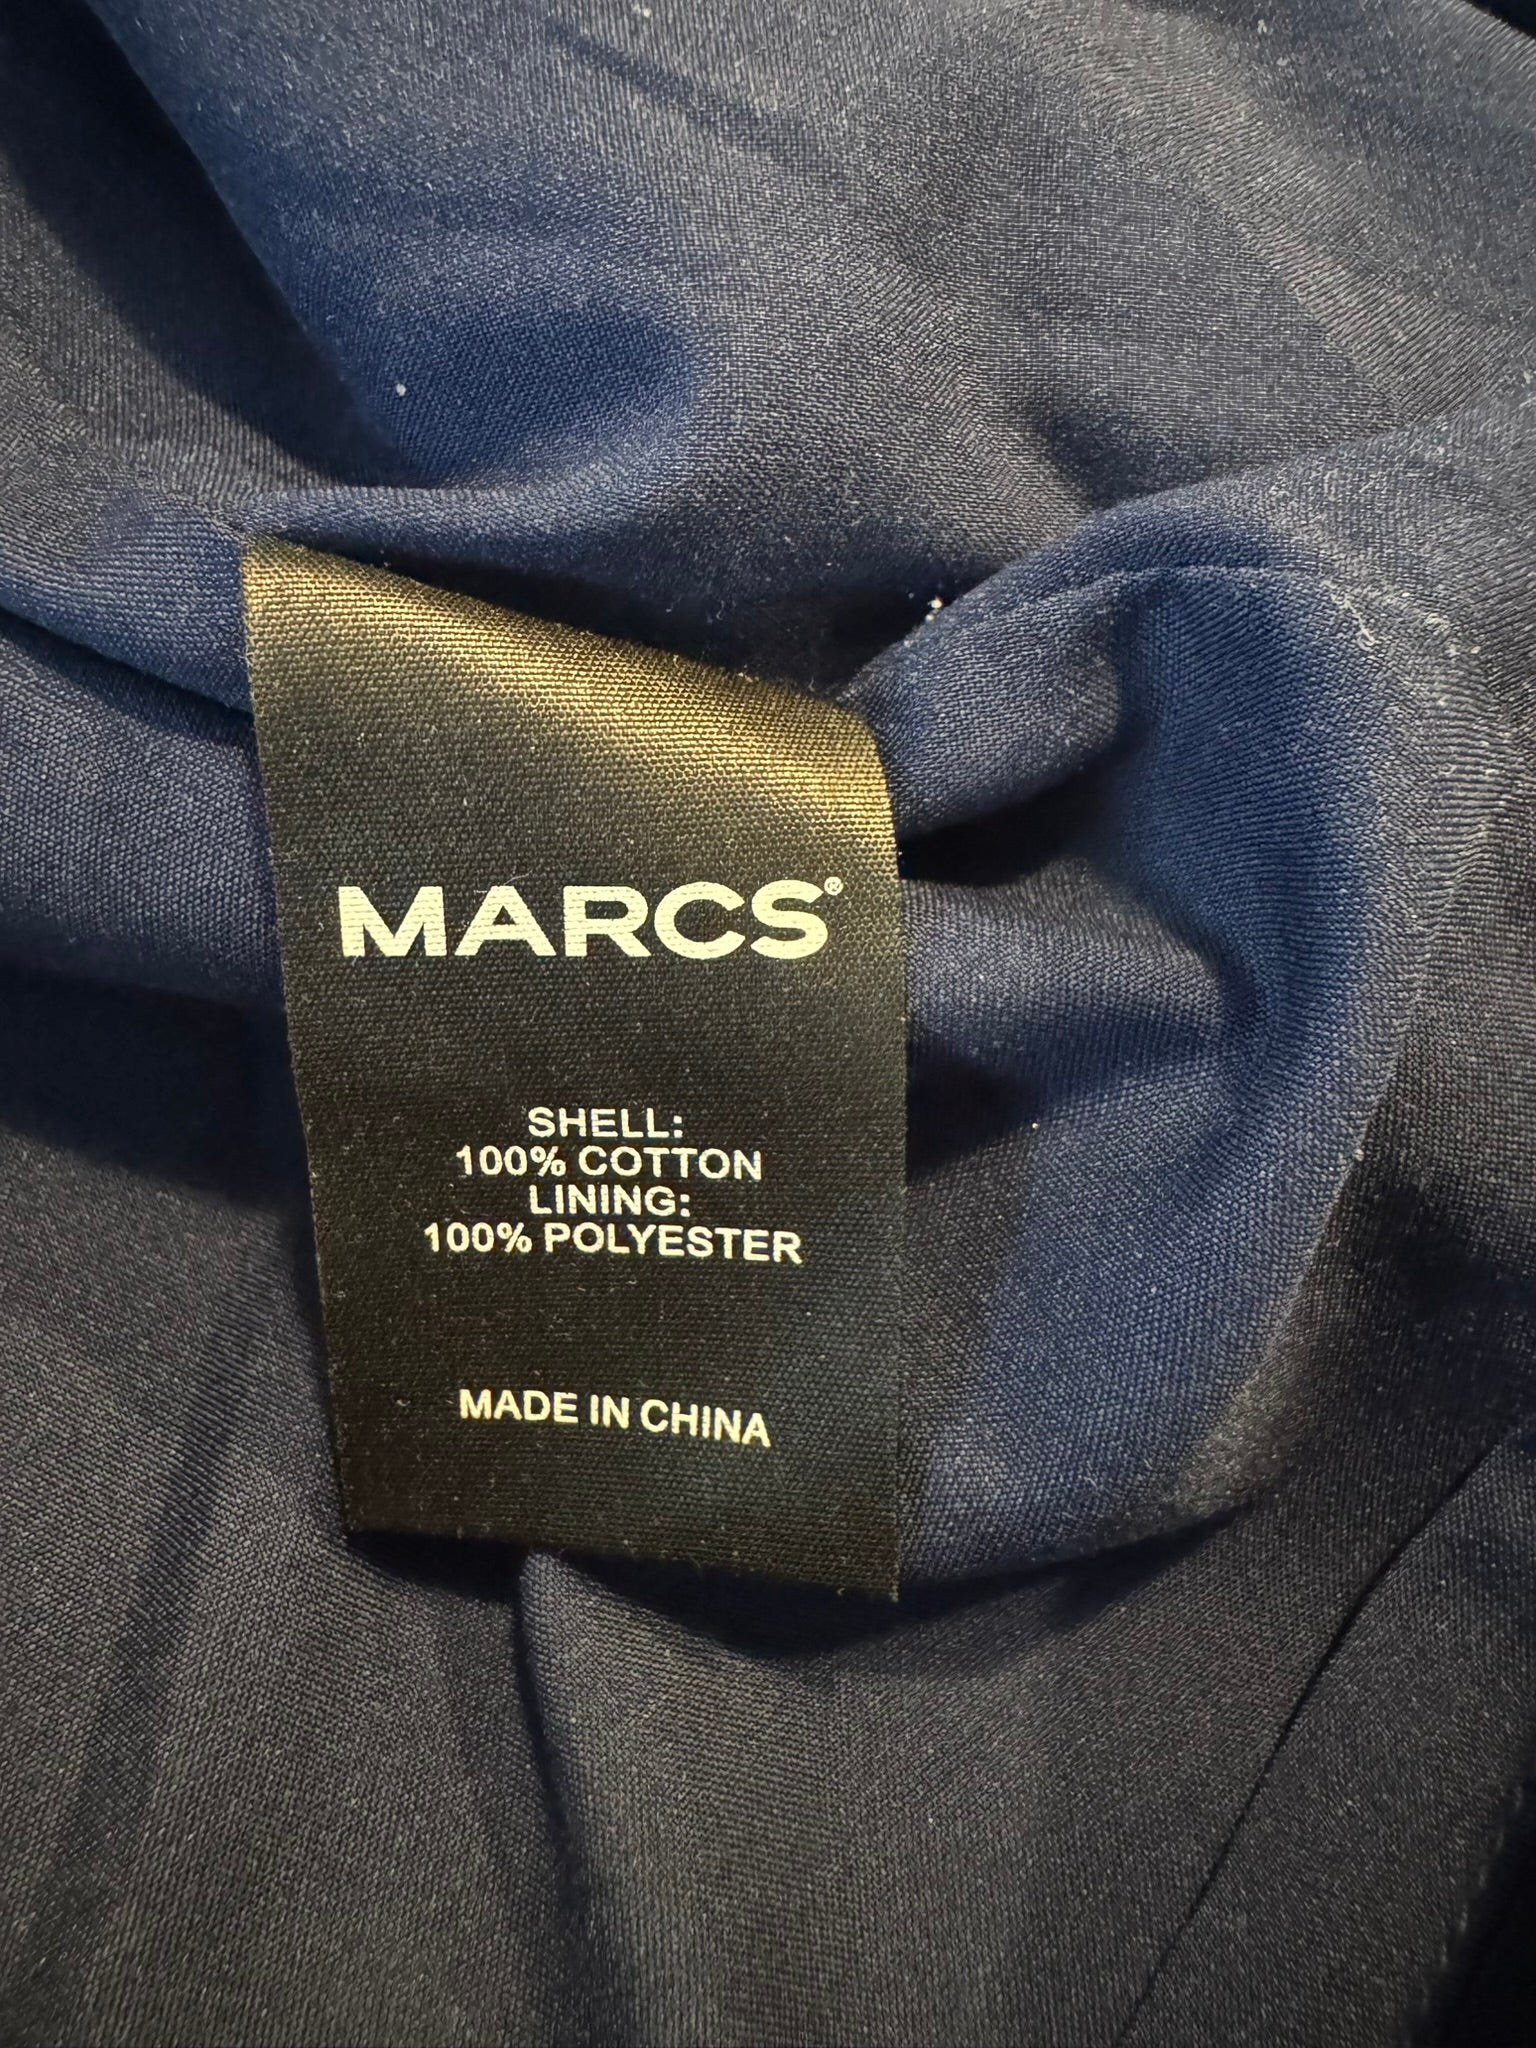 MARCS®
SHELL:
100% COTTON
LINING:
100% POLYESTER
MADE IN CHINA